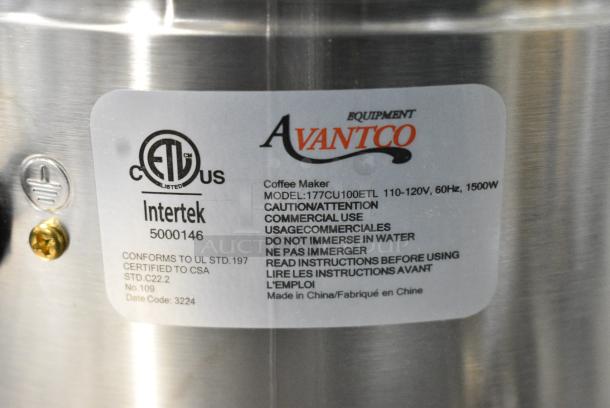 C ETL CM US
LISTED
Intertek
5000146
CONFORMS TO UL STD.197
CERTIFIED TO CSA
STD.C22.2
No.109
Date Code: 3224
EQUIPMENT
AVANTCO
Coffee Maker
MODEL:177CU100ETL 110-120V, 60Hz, 1500W
CAUTION/ATTENTION
COMMERCIAL USE
USAGECOMMERCIALES
DO NOT IMMERSE IN WATER
NE PAS IMMERGER
READ INSTRUCTIONS BEFORE USING
LIRE LES INSTRUCTIONS AVANT
L'EMPLOI
Made in China/Fabriqué en Chine